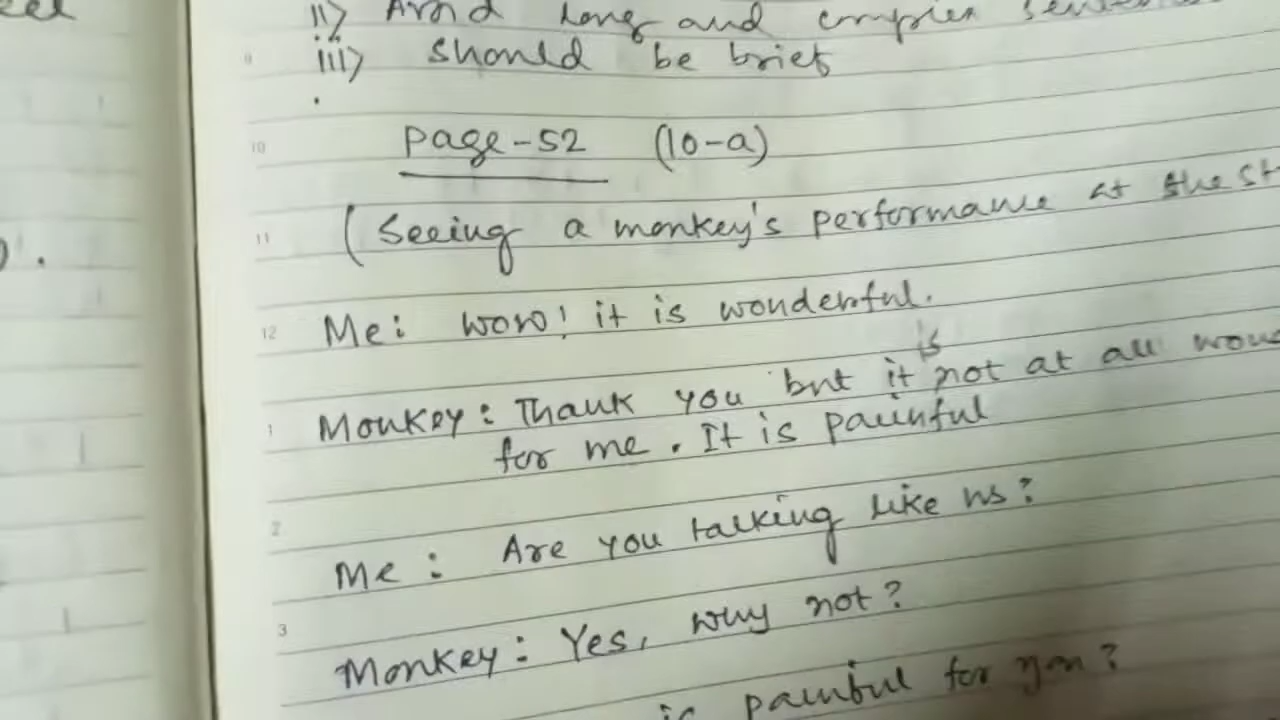 ii) Avoid long and complex
iii) should be brief
Page-52 (10-a)
(Seeing a monkey's performance at the
Me: wow! it is wonderful.
is
Monkey: Thank you but it not at all
for me. It is painful
Me: Are you talking like us?
Monkey: Yes, why not?
is painful for you?